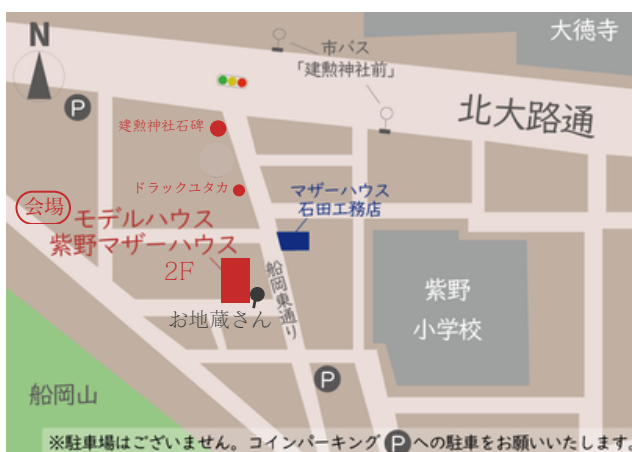 大徳寺
N
市バス
「建勲神社前」
P
北大路通
建勲神社石碑
ドラックユタカ
マザーハウス
石田工務店
会場
モデルハウス
紫野マザーハウス
2F
船岡東通り
お地蔵さん
紫野
小学校
P
船岡山
※駐車場はございません。コインパーキング P への駐車をお願いいたします。